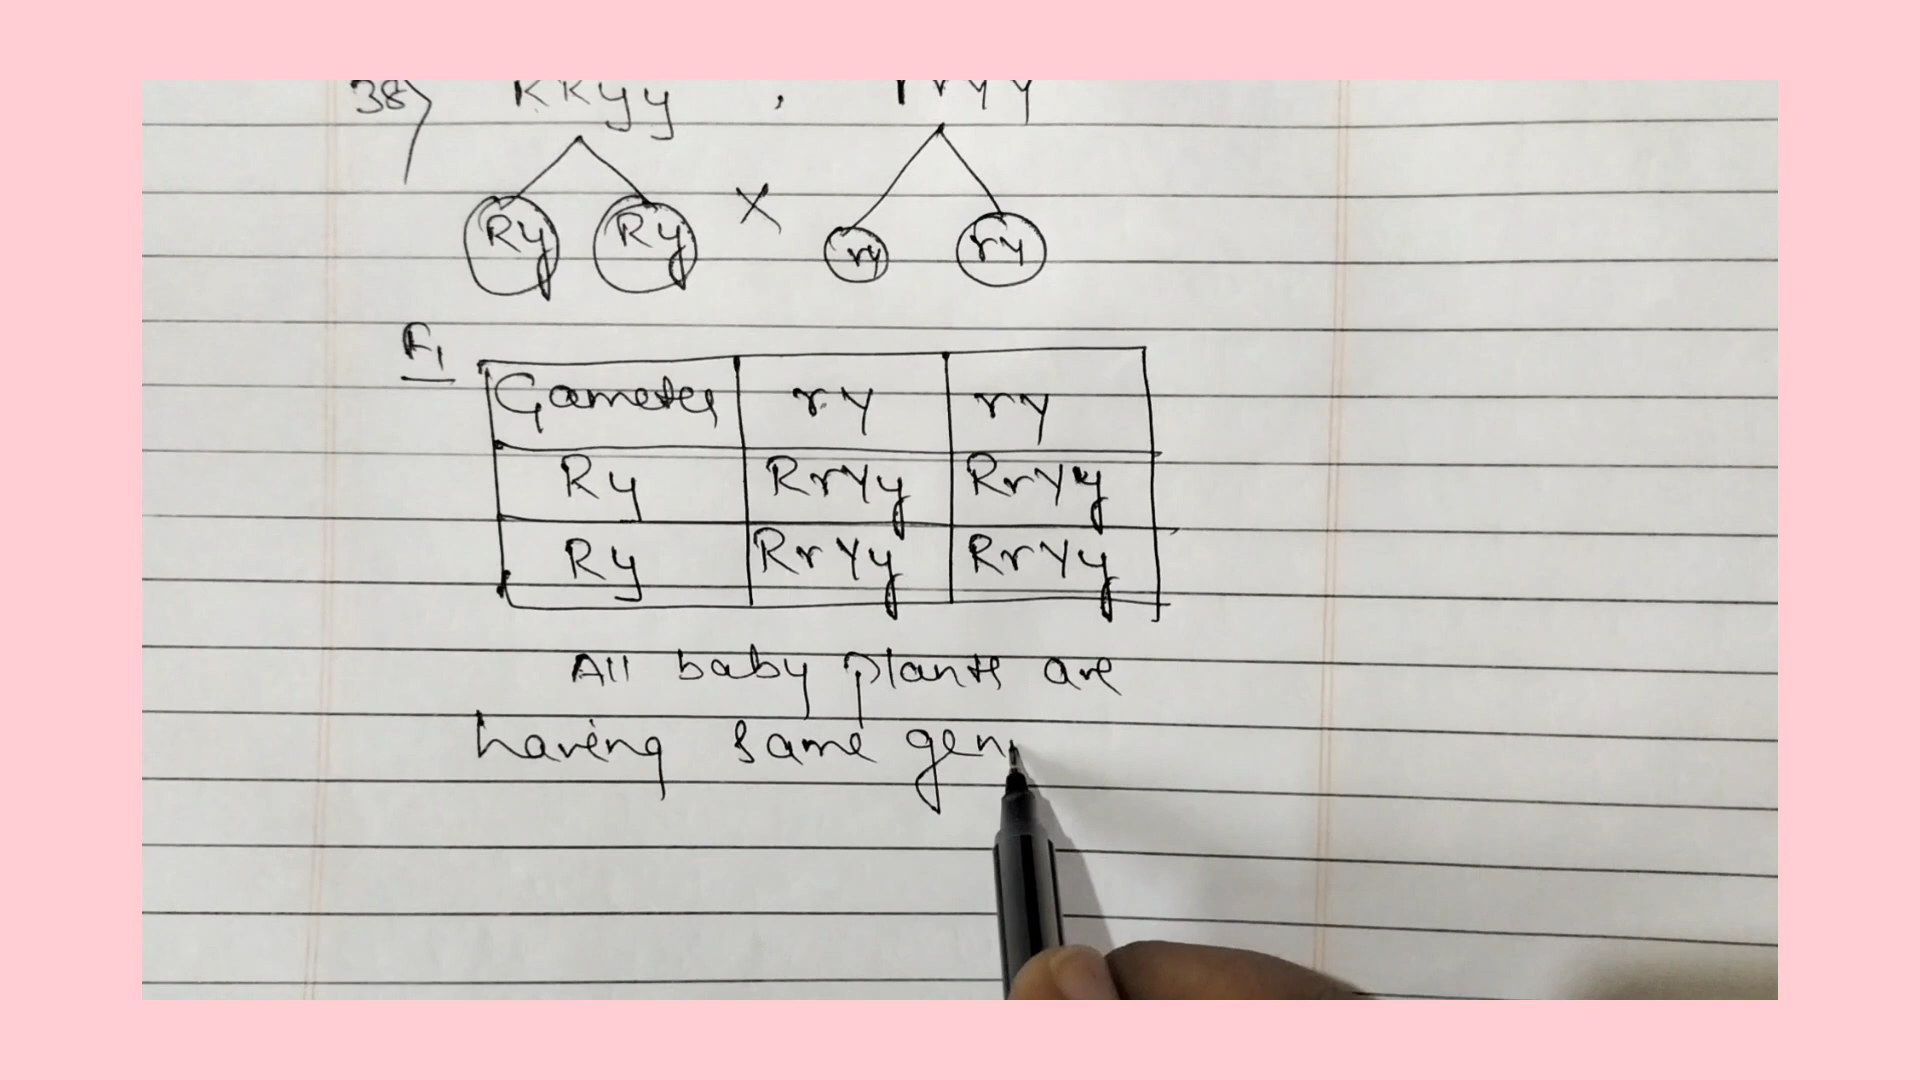 38) RRyy , rrYY
Ry Ry X rY rY
F1
Gametes rY rY
Ry RrYy RrYy
Ry RrYy RrYy
All baby plants are
having same gen